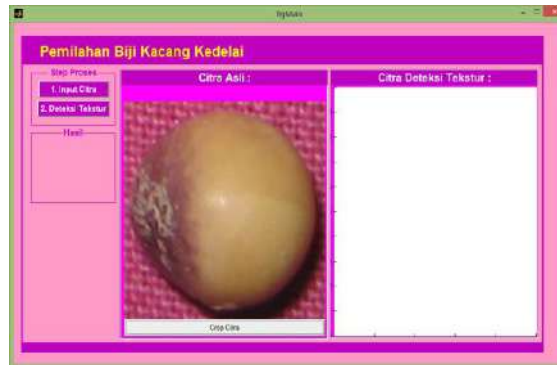 Pemilahan Biji Kacang Kedelai
Step Proses
1. Input Citra
2. Deteksi Tekstur
Hasil
Citra Asli :
Crop Citra
Citra Deteksi Tekstur :